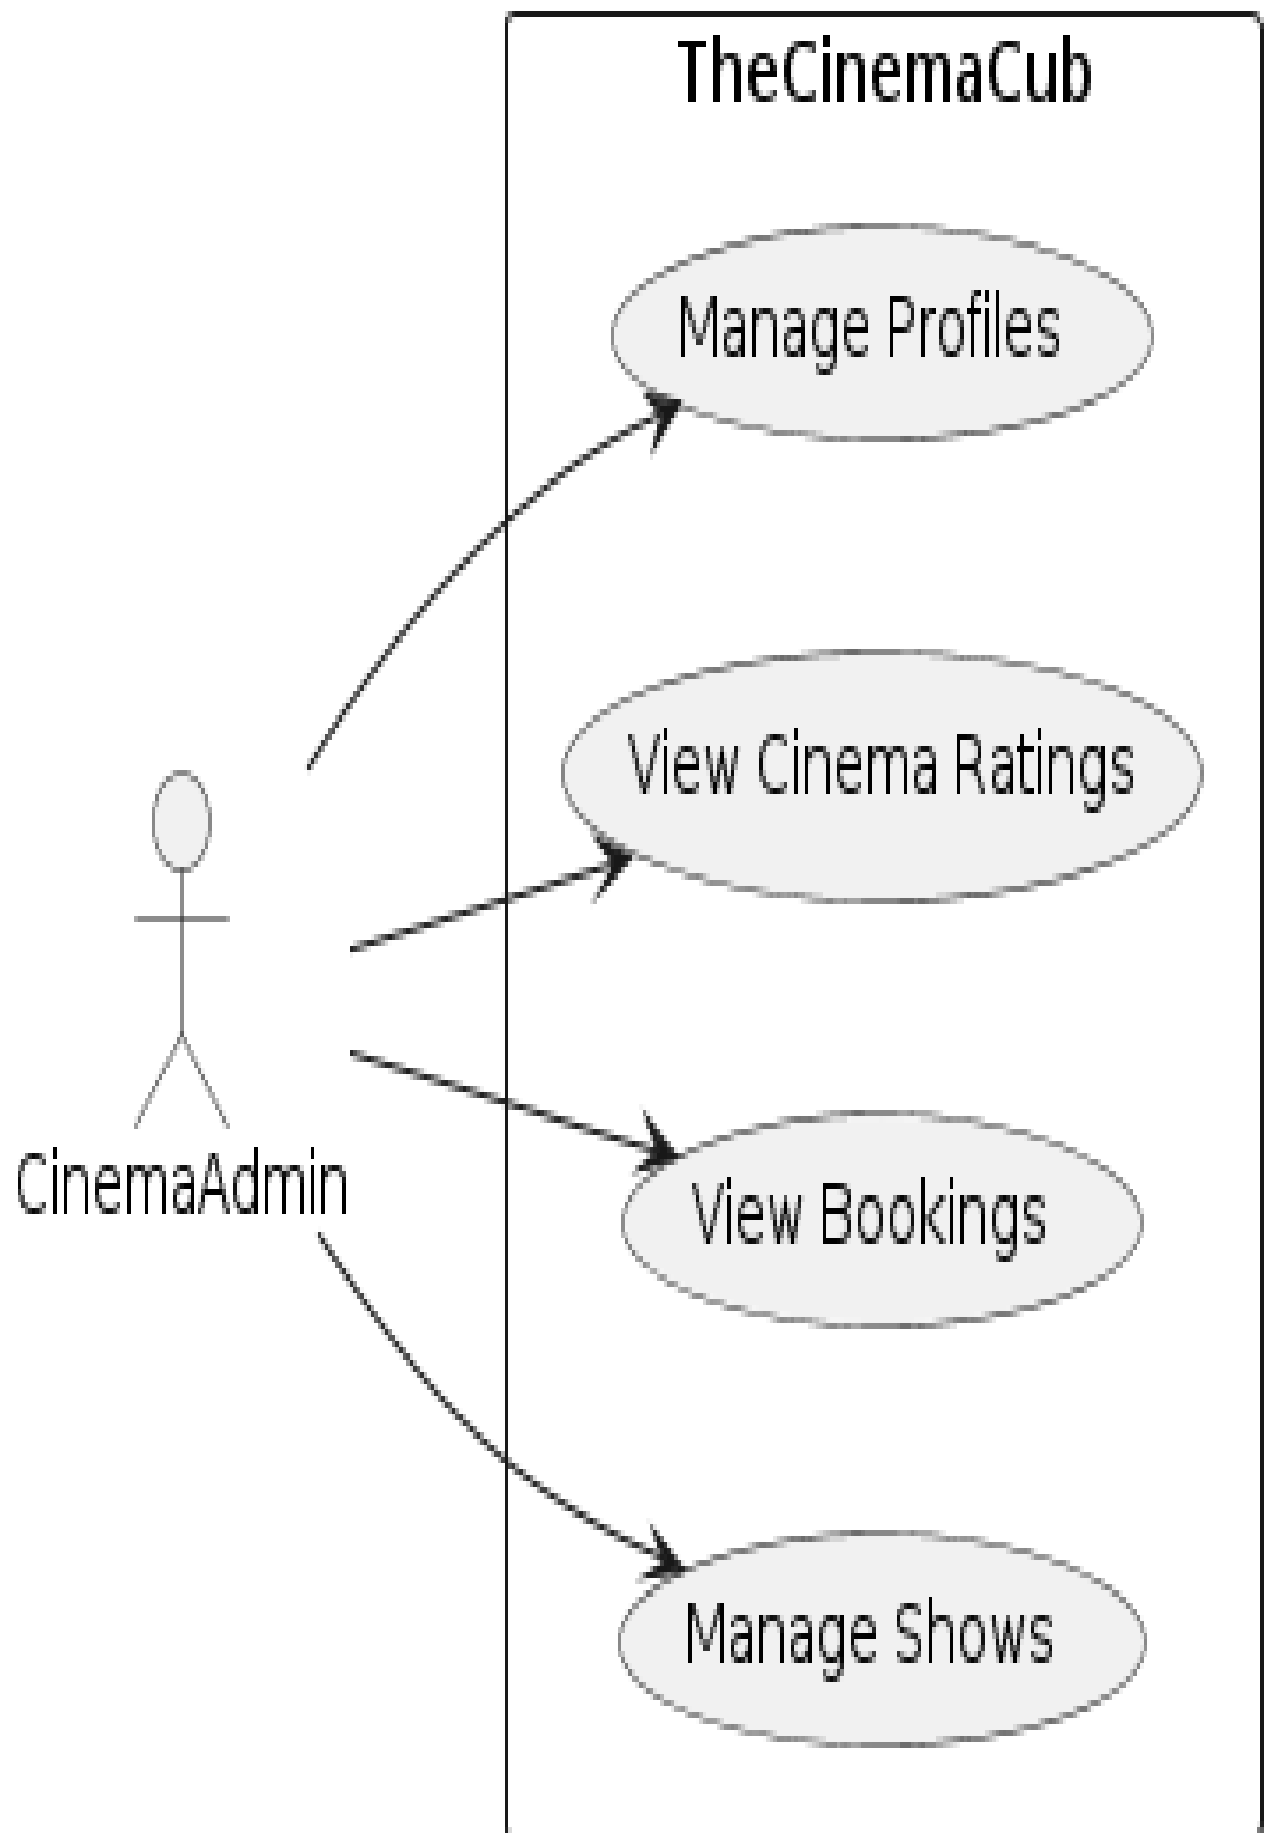 TheCinemaCub
Manage Profiles
View Cinema Ratings
View Bookings
CinemaAdmin
Manage Shows